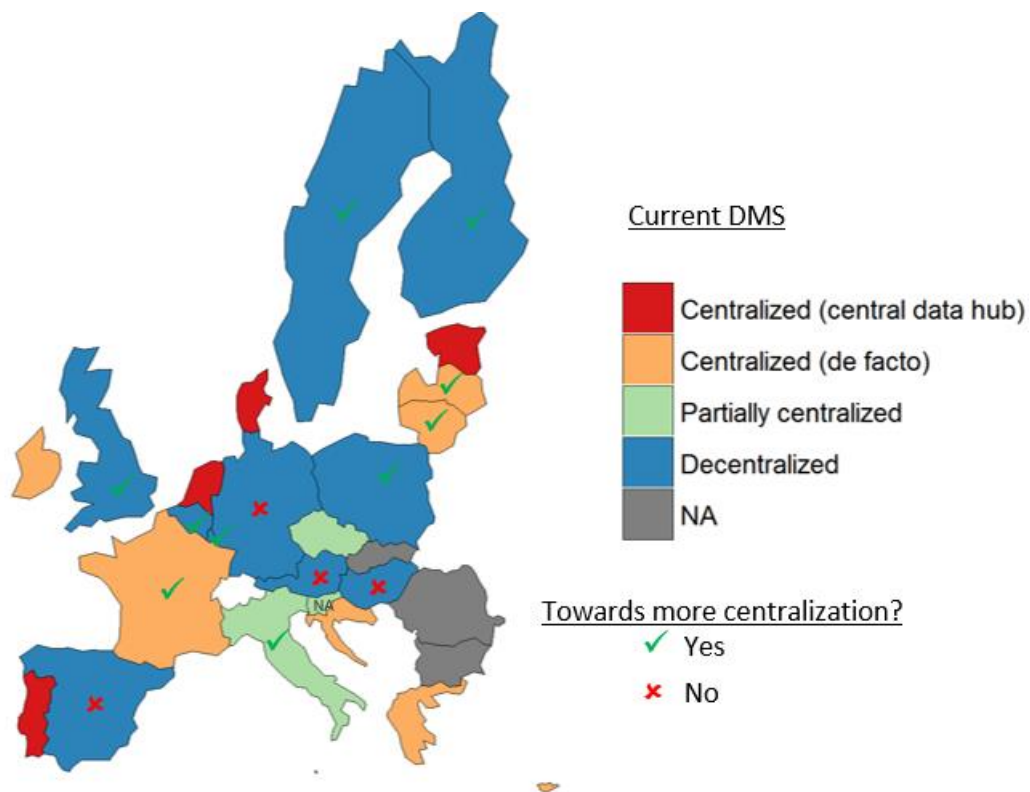 Current DMS
Centralized (central data hub)
Centralized (de facto)
Partially centralized
Decentralized
NA
NA
Towards more centralization?
Yes
No